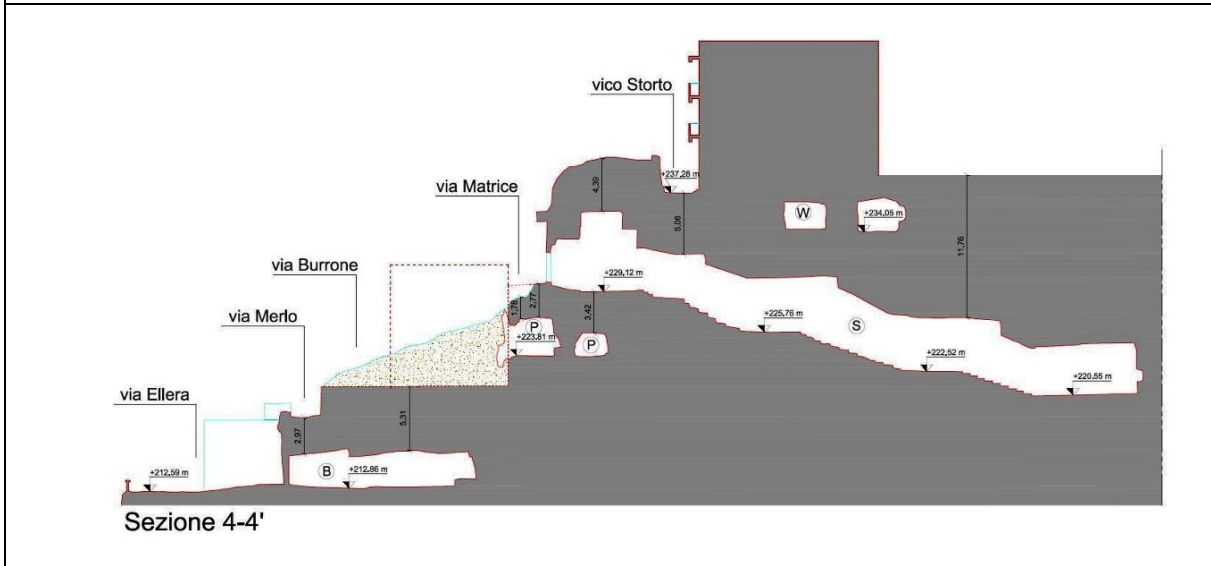 vico Storto
+237,28 m
4,39
via Matrice
5,06
W
+234,05 m
11,76
via Burrone
+229,12 m
1,78
2,77
3,42
via Merlo
P
+223,81 m
P
+225,76 m
S
+222,52 m
+220,55 m
via Ellera
2,97
5,31
+212,59 m
B
+212,86 m
Sezione 4-4'